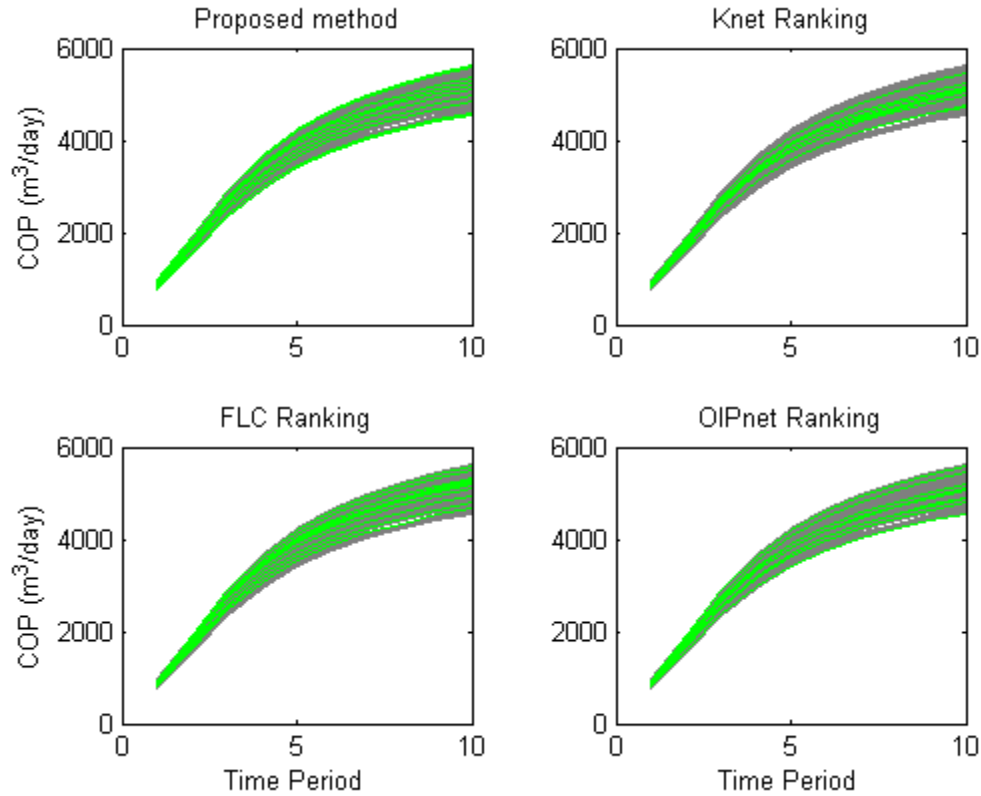 Proposed method
Knet Ranking
6000
4000
2000
0
COP (m³/day)
0 5 10
6000
4000
2000
0
0 5 10
FLC Ranking
OIPnet Ranking
6000
4000
2000
0
COP (m³/day)
0 5 10
Time Period
6000
4000
2000
0
0 5 10
Time Period